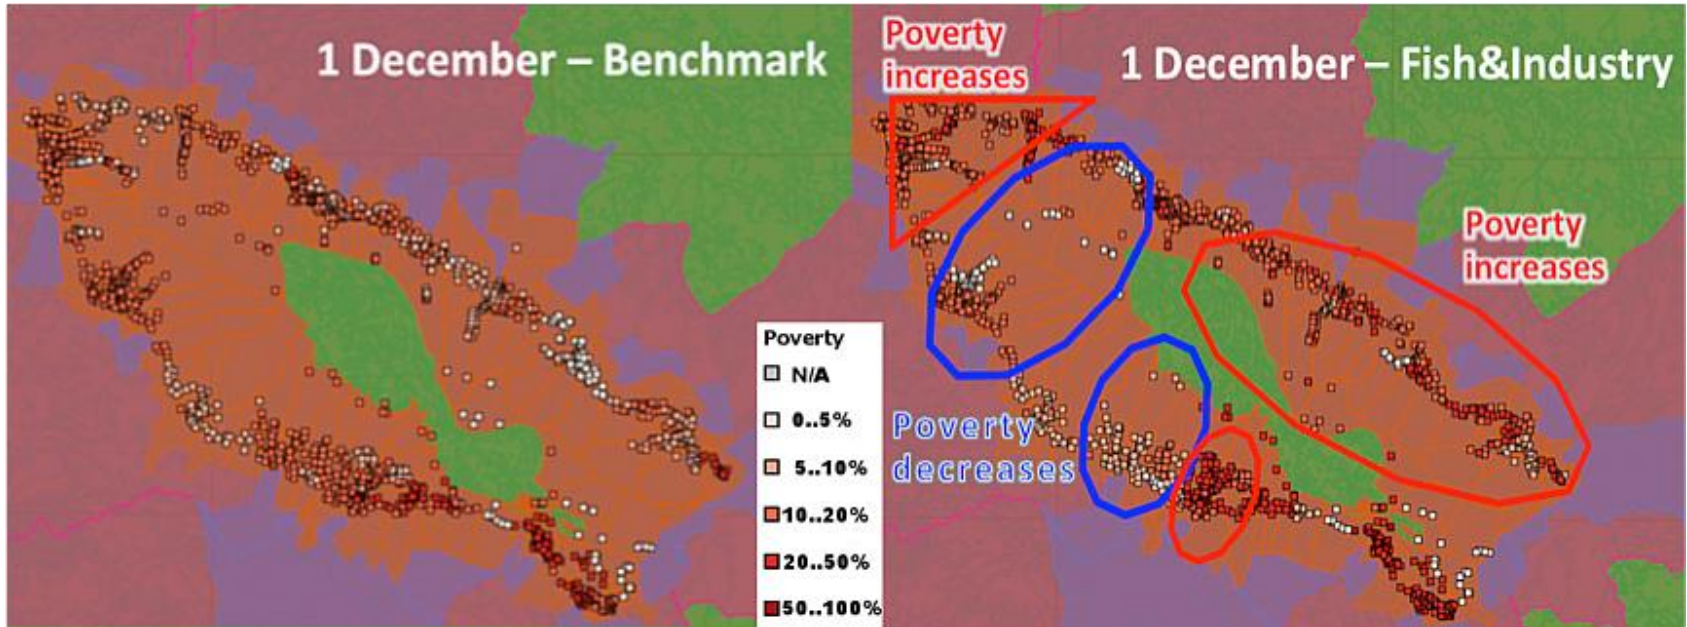 1 December – Benchmark
Poverty
N/A
0..5%
5..10%
10..20%
20..50%
50..100%
Poverty
increases
1 December – Fish&Industry
Poverty
increases
Poverty
decreases